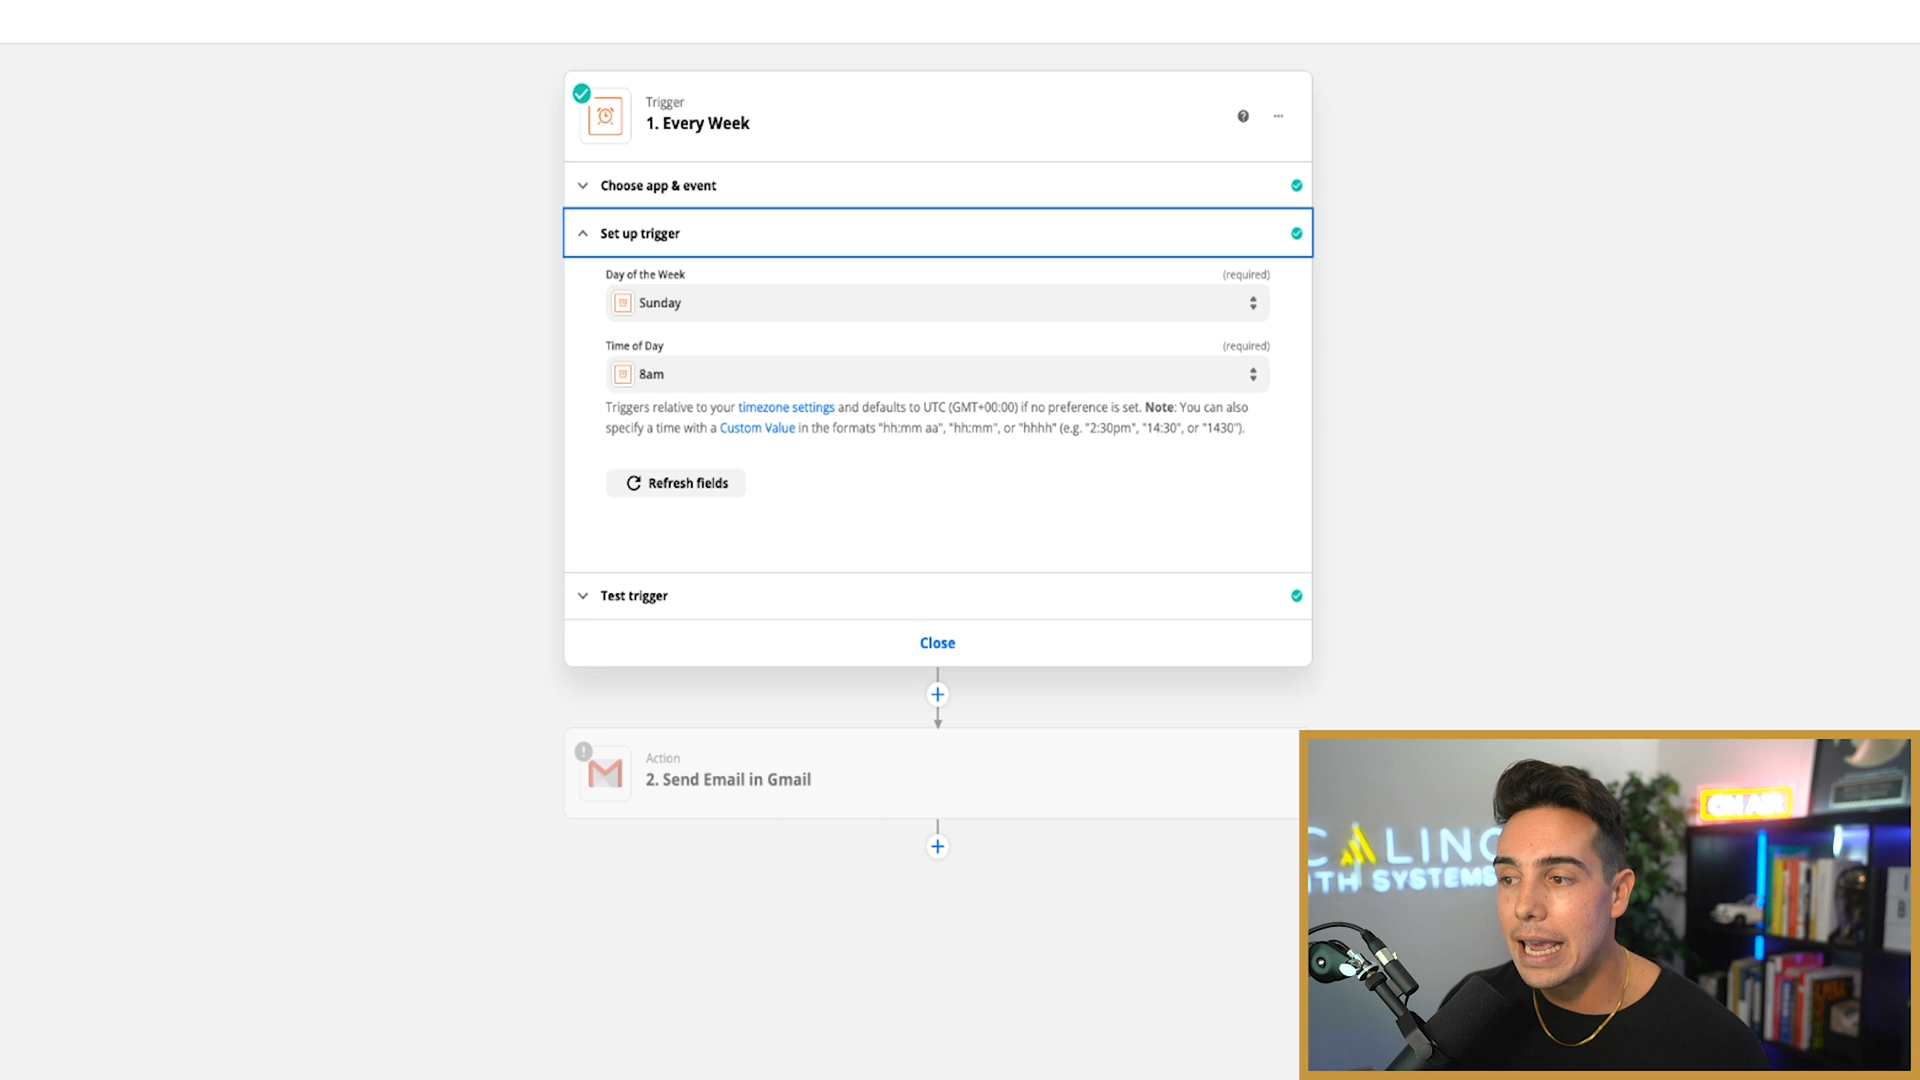 Trigger
1. Every Week
Choose app & event
Set up trigger
Day of the Week
(required)
Sunday
Time of Day
(required)
8am
Triggers relative to your timezone settings and defaults to UTC (GMT+00:00) if no preference is set. Note: You can also
specify a time with a Custom Value in the formats "hh:mm aa", "hh:mm", or "hhhh" (e.g. "2:30pm", "14:30", or "1430").
Refresh fields
Test trigger
Close
Action
2. Send Email in Gmail
ON AIR
CALING
ITH SYSTEMS